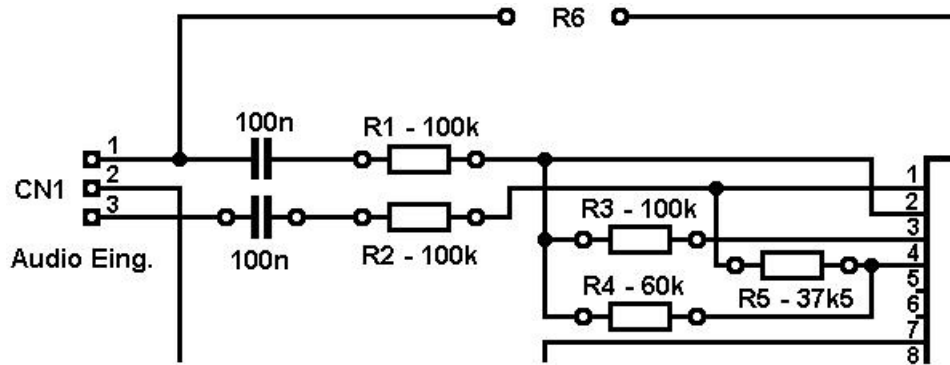 R6
100n
R1 - 100k
1
CN1
2
3
100n
R2 - 100k
Audio Eing.
R3 - 100k
R4 - 60k
R5 - 37k5
1
2
3
4
5
6
7
8